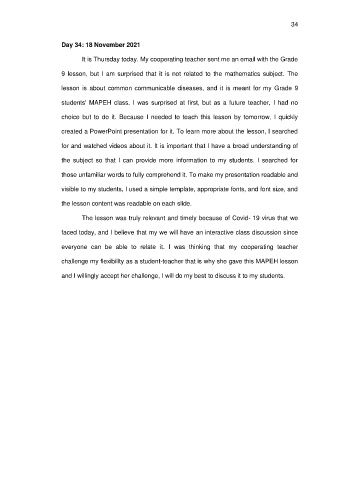 34
Day 34: 18 November 2021
It is Thursday today. My cooperating teacher sent me an email with the Grade
9 lesson, but I am surprised that it is not related to the mathematics subject. The
lesson is about common communicable diseases, and it is meant for my Grade 9
students' MAPEH class. I was surprised at first, but as a future teacher, I had no
choice but to do it. Because I needed to teach this lesson by tomorrow, I quickly
created a PowerPoint presentation for it. To learn more about the lesson, I searched
for and watched videos about it. It is important that I have a broad understanding of
the subject so that I can provide more information to my students. I searched for
those unfamiliar words to fully comprehend it. To make my presentation readable and
visible to my students, I used a simple template, appropriate fonts, and font size, and
the lesson content was readable on each slide.
The lesson was truly relevant and timely because of Covid- 19 virus that we
faced today, and I believe that my we will have an interactive class discussion since
everyone can be able to relate it. I was thinking that my cooperating teacher
challenge my flexibility as a student-teacher that is why she gave this MAPEH lesson
and I willingly accept her challenge, I will do my best to discuss it to my students.